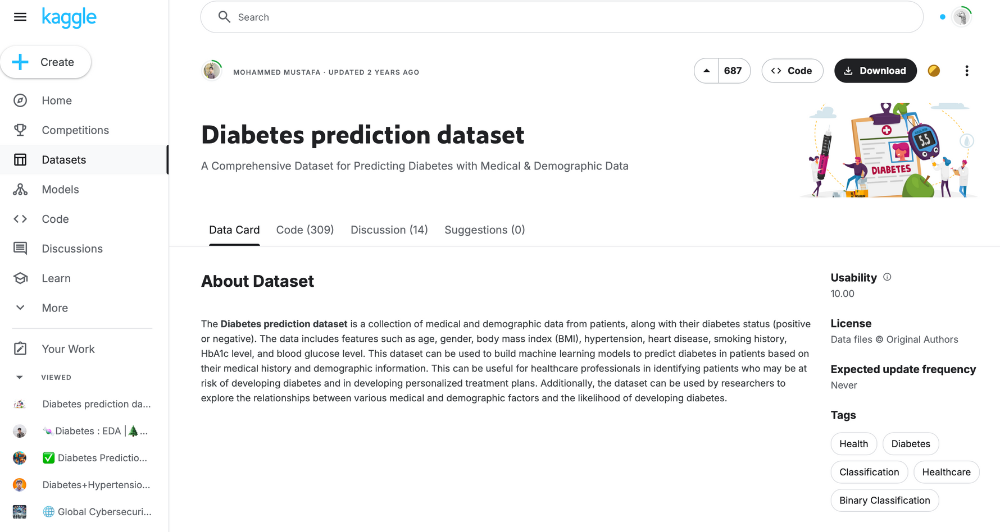 kaggle
Search
Create
Home
Competitions
Datasets
Models
Code
Discussions
Learn
More
Your Work
VIEWED
Diabetes prediction da...
Diabetes : EDA |🌲...
✅ Diabetes Predictio...
Diabetes+Hypertensio...
🌐 Global Cybersecuri...
MOHAMMED MUSTAFA · UPDATED 2 YEARS AGO
687
Code
Download
Diabetes prediction dataset
A Comprehensive Dataset for Predicting Diabetes with Medical & Demographic Data
5.5
DIABETES
INSULIN
Data Card
Code (309)
Discussion (14)
Suggestions (0)
About Dataset
The Diabetes prediction dataset is a collection of medical and demographic data from patients, along with their diabetes status (positive
or negative). The data includes features such as age, gender, body mass index (BMI), hypertension, heart disease, smoking history,
HbA1c level, and blood glucose level. This dataset can be used to build machine learning models to predict diabetes in patients based on
their medical history and demographic information. This can be useful for healthcare professionals in identifying patients who may be at
risk of developing diabetes and in developing personalized treatment plans. Additionally, the dataset can be used by researchers to
explore the relationships between various medical and demographic factors and the likelihood of developing diabetes.
Usability
10.00
License
Data files © Original Authors
Expected update frequency
Never
Tags
Health
Diabetes
Classification
Healthcare
Binary Classification